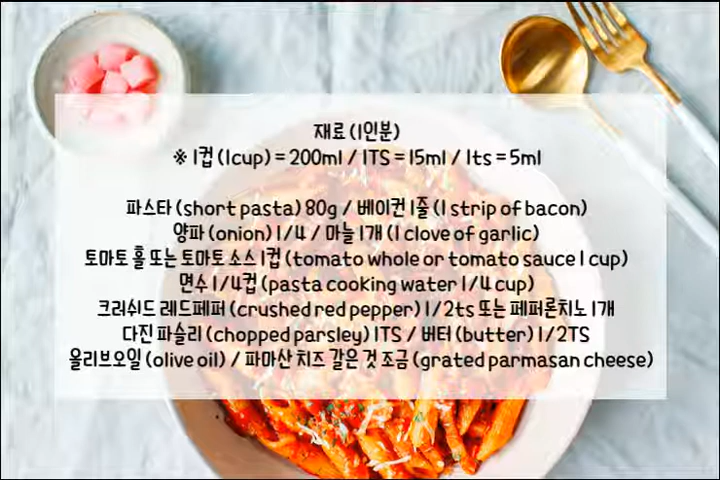 재료 (1인분)
※ 1컵 (1cup) = 200ml / 1TS = 15ml / 1ts = 5ml
파스타 (short pasta) 80g / 베이컨 1줄 (1 strip of bacon)
양파 (onion) 1/4 / 마늘 1개 (1 clove of garlic)
토마토 홀 또는 토마토 소스 1컵 (tomato whole or tomato sauce 1 cup)
면수 1/4컵 (pasta cooking water 1/4 cup)
크러쉬드 레드페퍼 (crushed red pepper) 1/2ts 또는 페퍼론치노 1개
다진 파슬리 (chopped parsley) 1TS / 버터 (butter) 1/2TS
올리브오일 (olive oil) / 파마산 치즈 갈은 것 조금 (grated parmasan cheese)